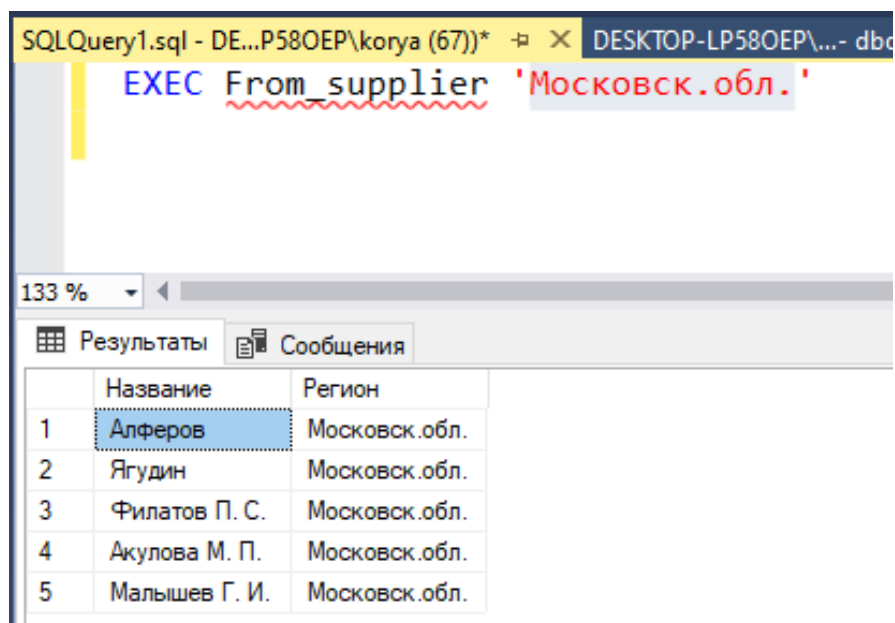 SQLQuery1.sql - DE...P58OEP\korya (67))* DESKTOP-LP58OEP\...- dbo
EXEC From_supplier 'Московск.обл.'
133 %
Результаты Сообщения
Название Регион
1 Алферов Московск.обл.
2 Ягудин Московск.обл.
3 Филатов П. С. Московск.обл.
4 Акулова М. П. Московск.обл.
5 Малышев Г. И. Московск.обл.